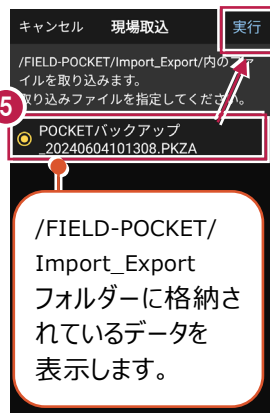 キャンセル 現場取込 実行
/FIELD-POCKET/Import_Export/内のファ
イルを取り込みます。
取り込みファイルを指定してください。
5
POCKETバックアップ
_20240604101308.PKZA
/FIELD-POCKET/
Import_Export
フォルダーに格納さ
れているデータを
表示します。